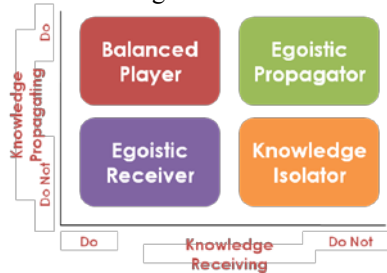 Do
Balanced
Player
Egoistic
Propagator
Knowledge
Propagating
Egoistic
Receiver
Knowledge
Isolator
Do Not
Do
Knowledge
Receiving
Do Not